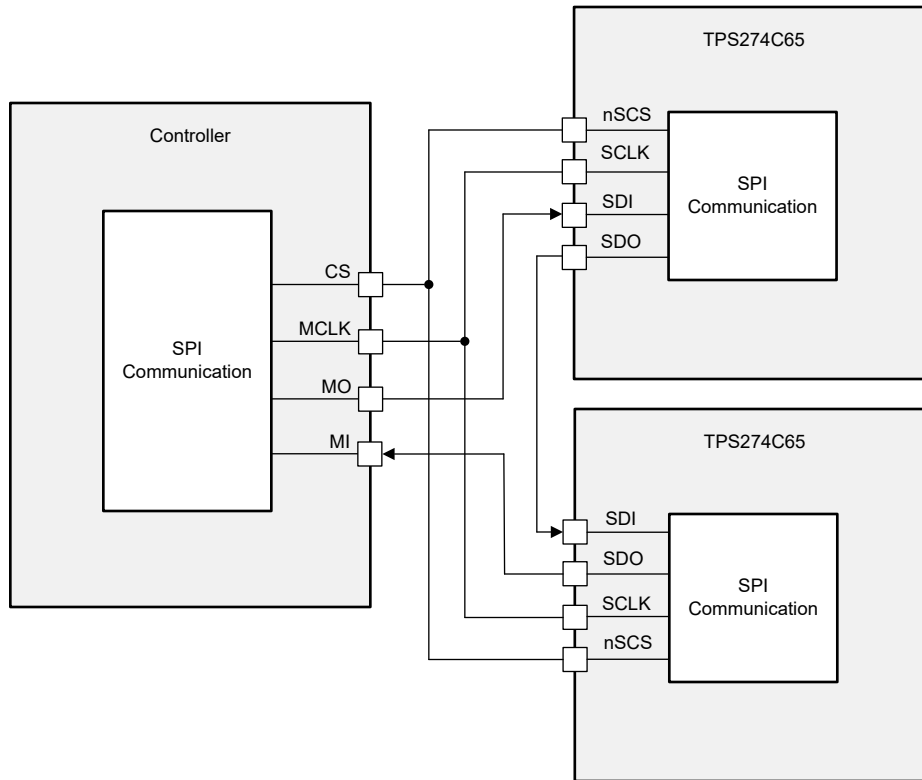 Controller
SPI
Communication
CS
MCLK
MO
MI
TPS274C65
nSCS
SCLK
SDI
SDO
SPI
Communication
TPS274C65
SDI
SDO
SCLK
nSCS
SPI
Communication